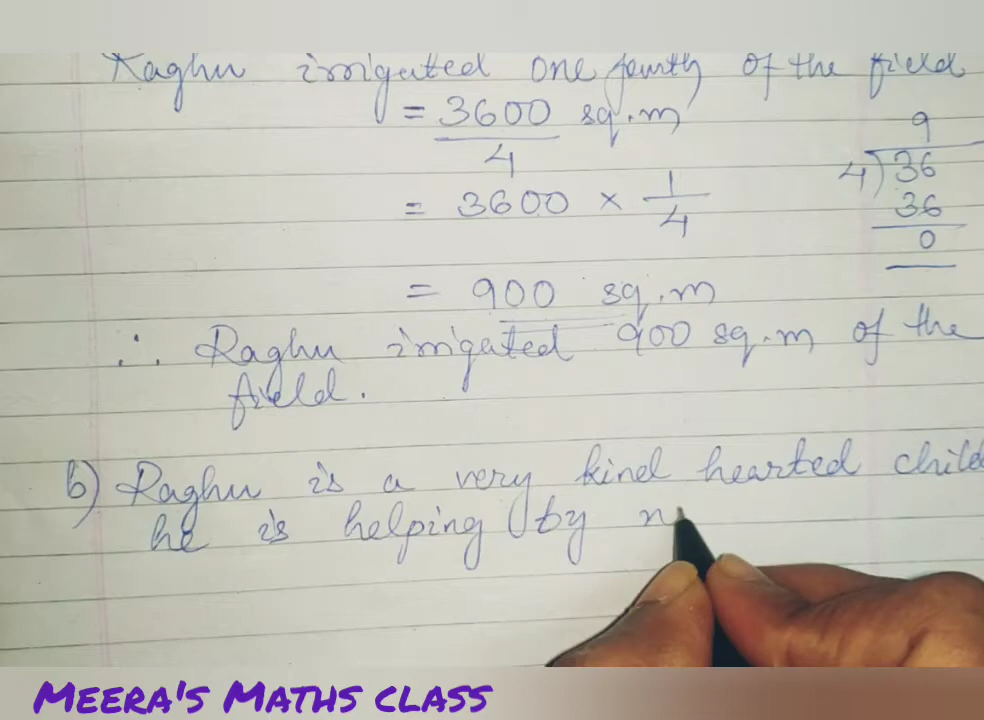 Raghu irrigated one fourth of the field
= 3600 sq.m
4
= 3600 × 1/4
9
4)36
36
0
= 900 sq.m
∴ Raghu irrigated 900 sq.m of the
field.
b) Raghu is a very kind hearted child
he is helping by
MEERA'S MATHS CLASS